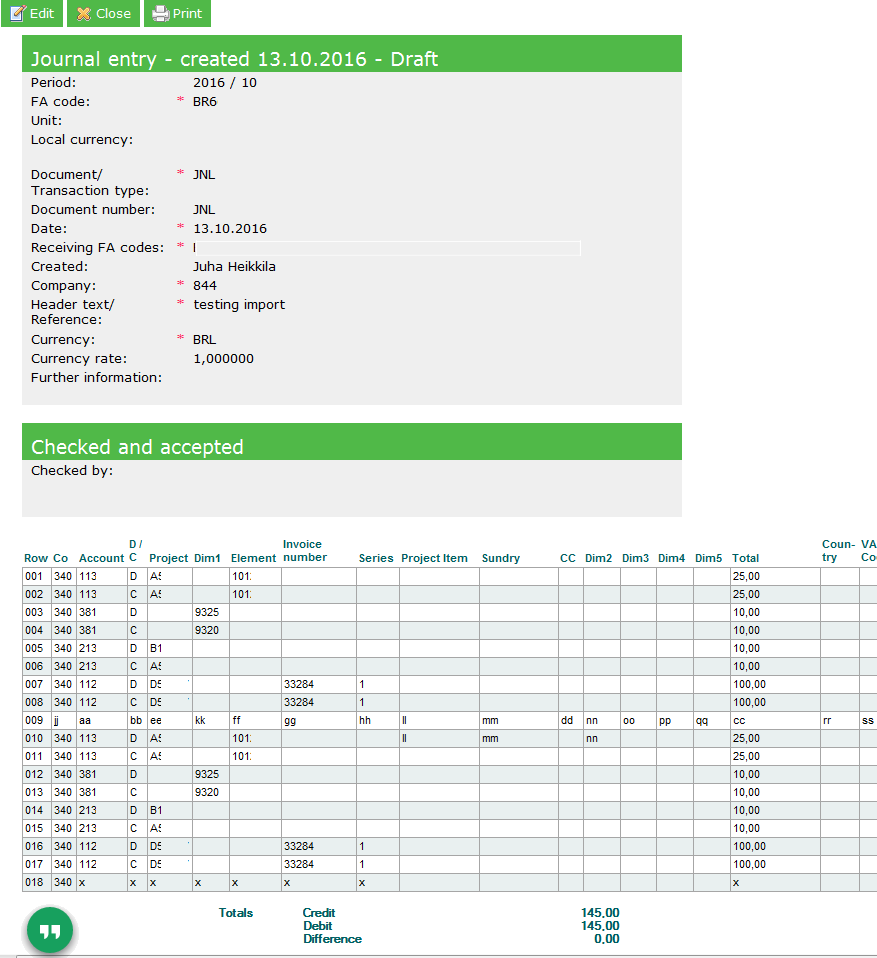 Edit Close Print
Journal entry - created 13.10.2016 - Draft
Period: 2016 / 10
FA code: * BR6
Unit:
Local currency:
Document/ * JNL
Transaction type:
Document number: JNL
Date: * 13.10.2016
Receiving FA codes: *
Created: Juha Heikkila
Company: * 844
Header text/ * testing import
Reference:
Currency: * BRL
Currency rate: 1,000000
Further information:
Checked and accepted
Checked by:
Row Co Account D / C Project Dim1 Element Invoice number Series Project Item Sundry CC Dim2 Dim3 Dim4 Dim5 Total Coun- try VA Co
001 340 113 D A5 101 25,00
002 340 113 C A5 101 25,00
003 340 381 D 9325 10,00
004 340 381 C 9320 10,00
005 340 213 D B1 10,00
006 340 213 C A5 10,00
007 340 112 D D5 33284 1 100,00
008 340 112 C D5 33284 1 100,00
009 jj aa bb ee kk ff gg hh ll mm dd nn oo pp qq cc rr ss
010 340 113 D A5 101 ll mm nn 25,00
011 340 113 C A5 101 25,00
012 340 381 D 9325 10,00
013 340 381 C 9320 10,00
014 340 213 D B1 10,00
015 340 213 C A5 10,00
016 340 112 D D5 33284 1 100,00
017 340 112 C D5 33284 1 100,00
018 340 x x x x x x x x
Totals Credit 145,00
Debit 145,00
Difference 0,00